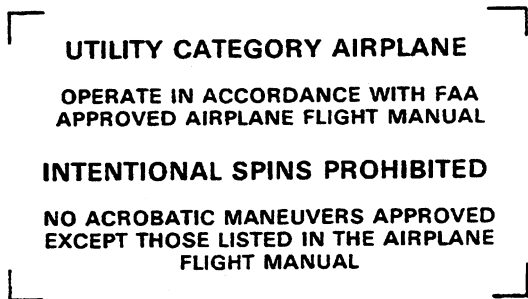 UTILITY CATEGORY AIRPLANE
OPERATE IN ACCORDANCE WITH FAA
APPROVED AIRPLANE FLIGHT MANUAL
INTENTIONAL SPINS PROHIBITED
NO ACROBATIC MANEUVERS APPROVED
EXCEPT THOSE LISTED IN THE AIRPLANE
FLIGHT MANUAL